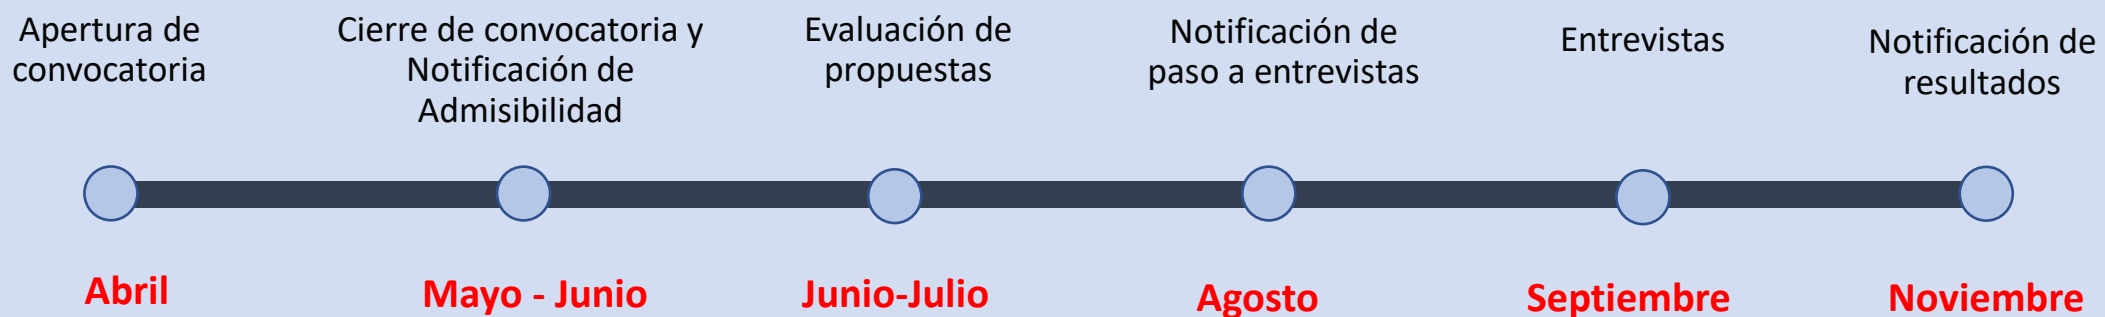 Apertura de
convocatoria
Cierre de convocatoria y
Notificación de
Admisibilidad
Evaluación de
propuestas
Notificación de
paso a entrevistas
Entrevistas
Notificación de
resultados
Abril
Mayo - Junio
Junio-Julio
Agosto
Septiembre
Noviembre